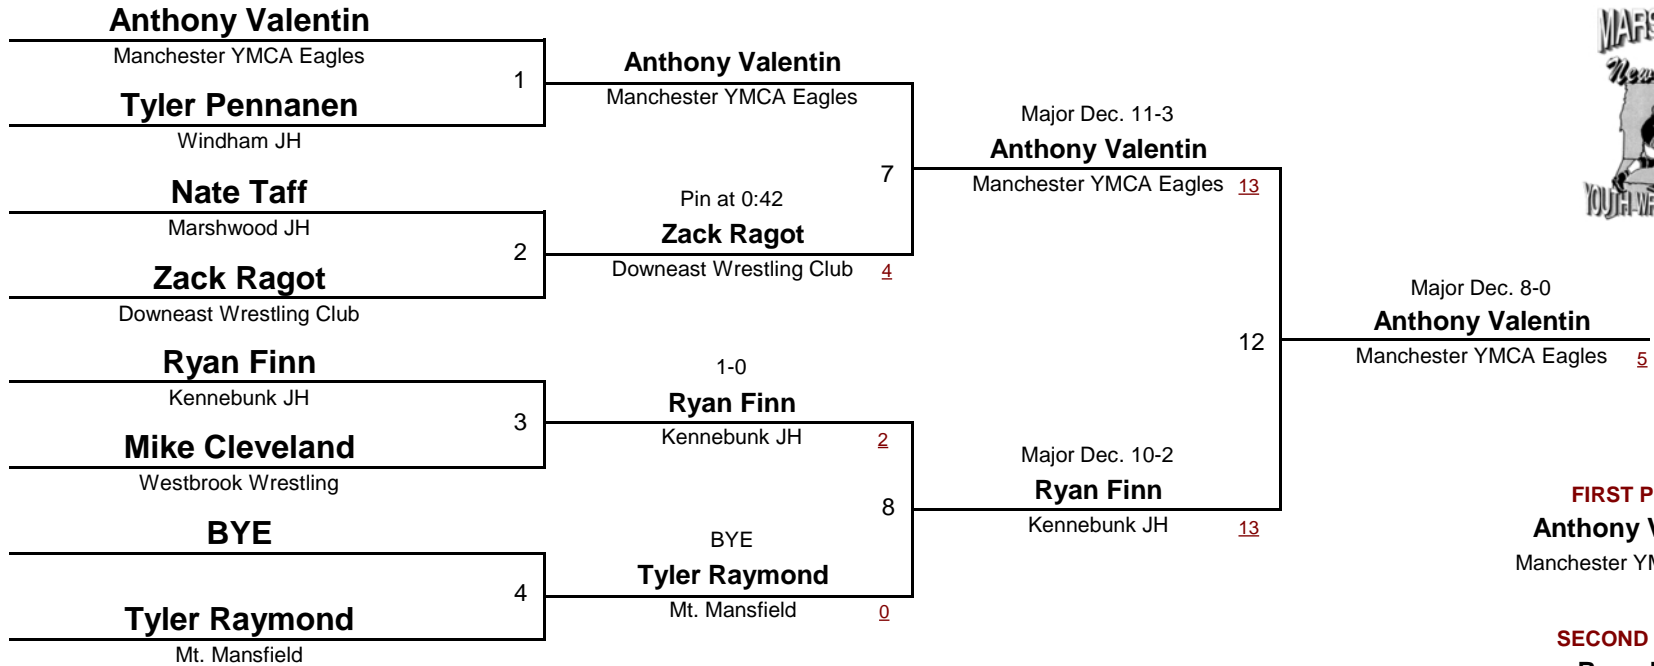 Anthony Valentin
Manchester YMCA Eagles
1
Tyler Pennanen
Windham JH
Nate Taff
Marshwood JH
2
Zack Ragot
Downeast Wrestling Club
Ryan Finn
Kennebunk JH
3
Mike Cleveland
Westbrook Wrestling
BYE
4
Tyler Raymond
Mt. Mansfield
Anthony Valentin
Manchester YMCA Eagles
7
Pin at 0:42
Zack Ragot
Downeast Wrestling Club 4
1-0
Ryan Finn
Kennebunk JH 2
8
BYE
Tyler Raymond
Mt. Mansfield 0
Major Dec. 11-3
Anthony Valentin
Manchester YMCA Eagles 13
12
Major Dec. 10-2
Ryan Finn
Kennebunk JH 13
Major Dec. 8-0
Anthony Valentin
Manchester YMCA Eagles 5
FIRST P
Anthony V
Manchester YM
SECOND